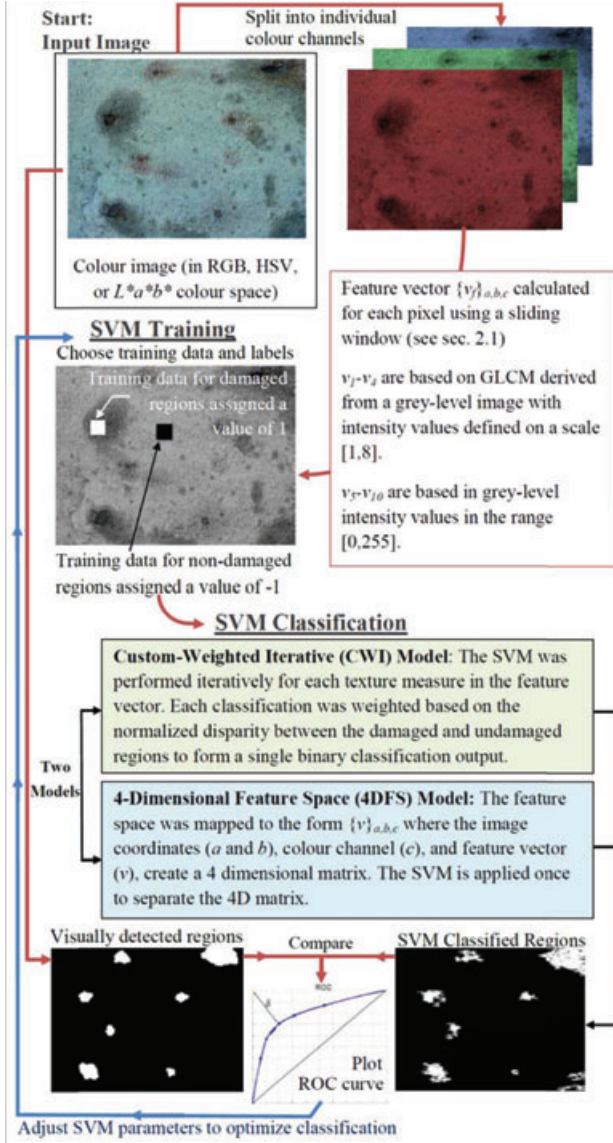 Start:
Input Image
Split into individual
colour channels
Colour image (in RGB, HSV,
or L*a*b* colour space)
Feature vector {vf}a,b,c calculated
for each pixel using a sliding
window (see sec. 2.1)
v1-v4 are based on GLCM derived
from a grey-level image with
intensity values defined on a scale
[1,8].
v5-v10 are based in grey-level
intensity values in the range
[0,255].
SVM Training
Choose training data and labels
Training data for damaged
regions assigned a
value of 1
Training data for non-damaged
regions assigned a value of -1
SVM Classification
Two
Models
Custom-Weighted Iterative (CWI) Model: The SVM was
performed iteratively for each texture measure in the feature
vector. Each classification was weighted based on the
normalized disparity between the damaged and undamaged
regions to form a single binary classification output.
4-Dimensional Feature Space (4DFS) Model: The feature
space was mapped to the form {v}a,b,c where the image
coordinates (a and b), colour channel (c), and feature vector
(v), create a 4 dimensional matrix. The SVM is applied once
to separate the 4D matrix.
Visually detected regions
Compare
SVM Classified Regions
ROC
Plot
ROC curve
Adjust SVM parameters to optimize classification